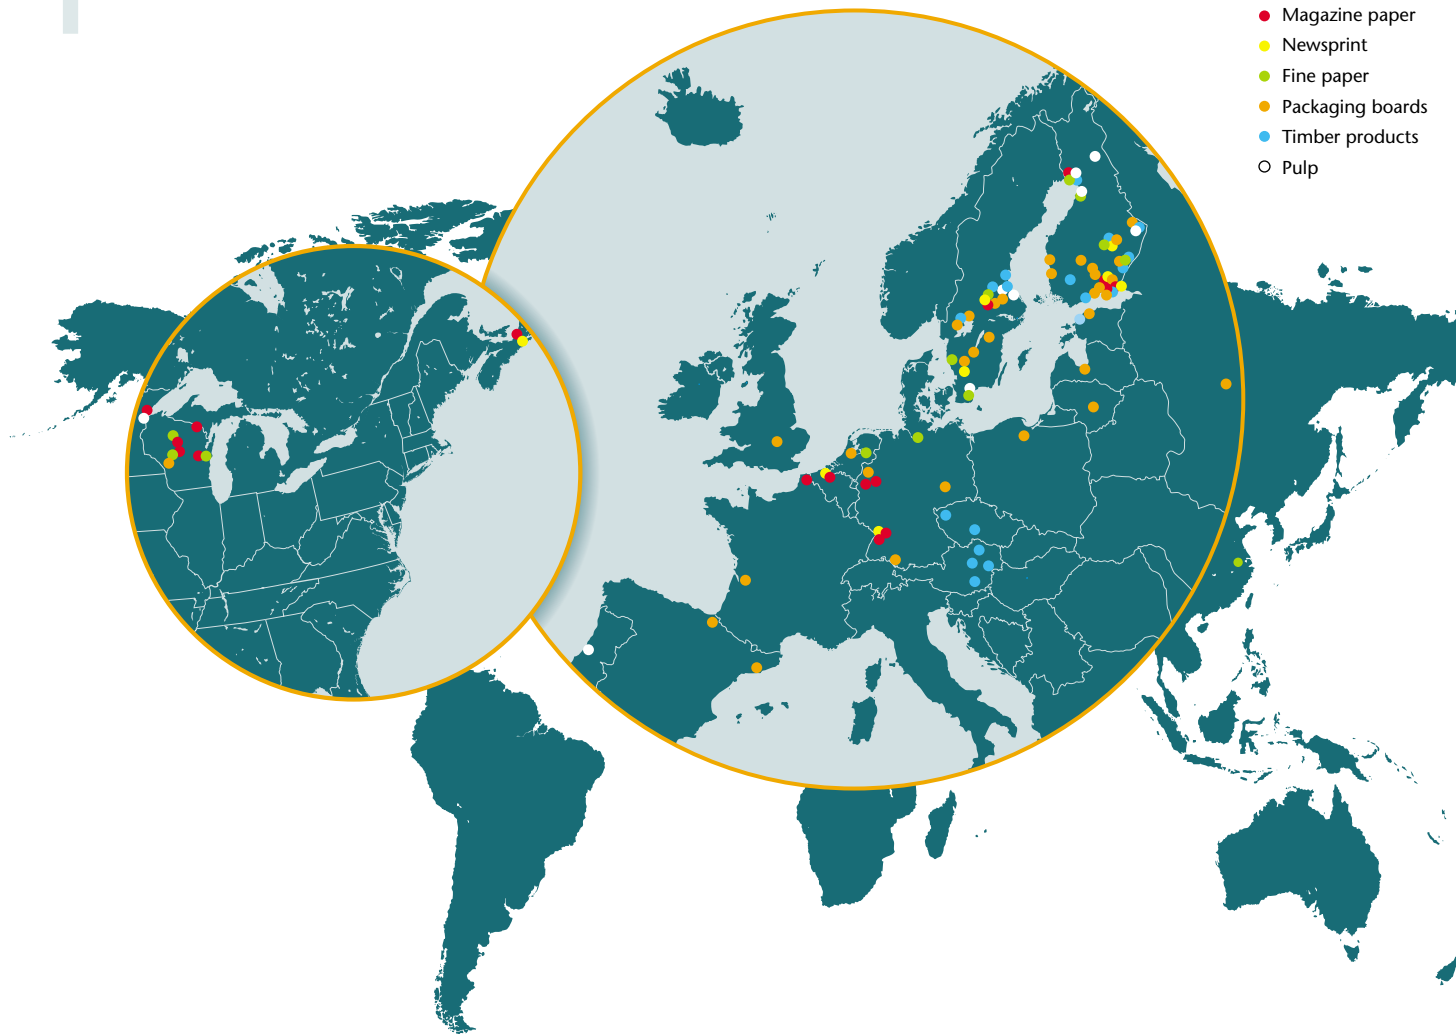 Magazine paper
Newsprint
Fine paper
Packaging boards
Timber products
Pulp